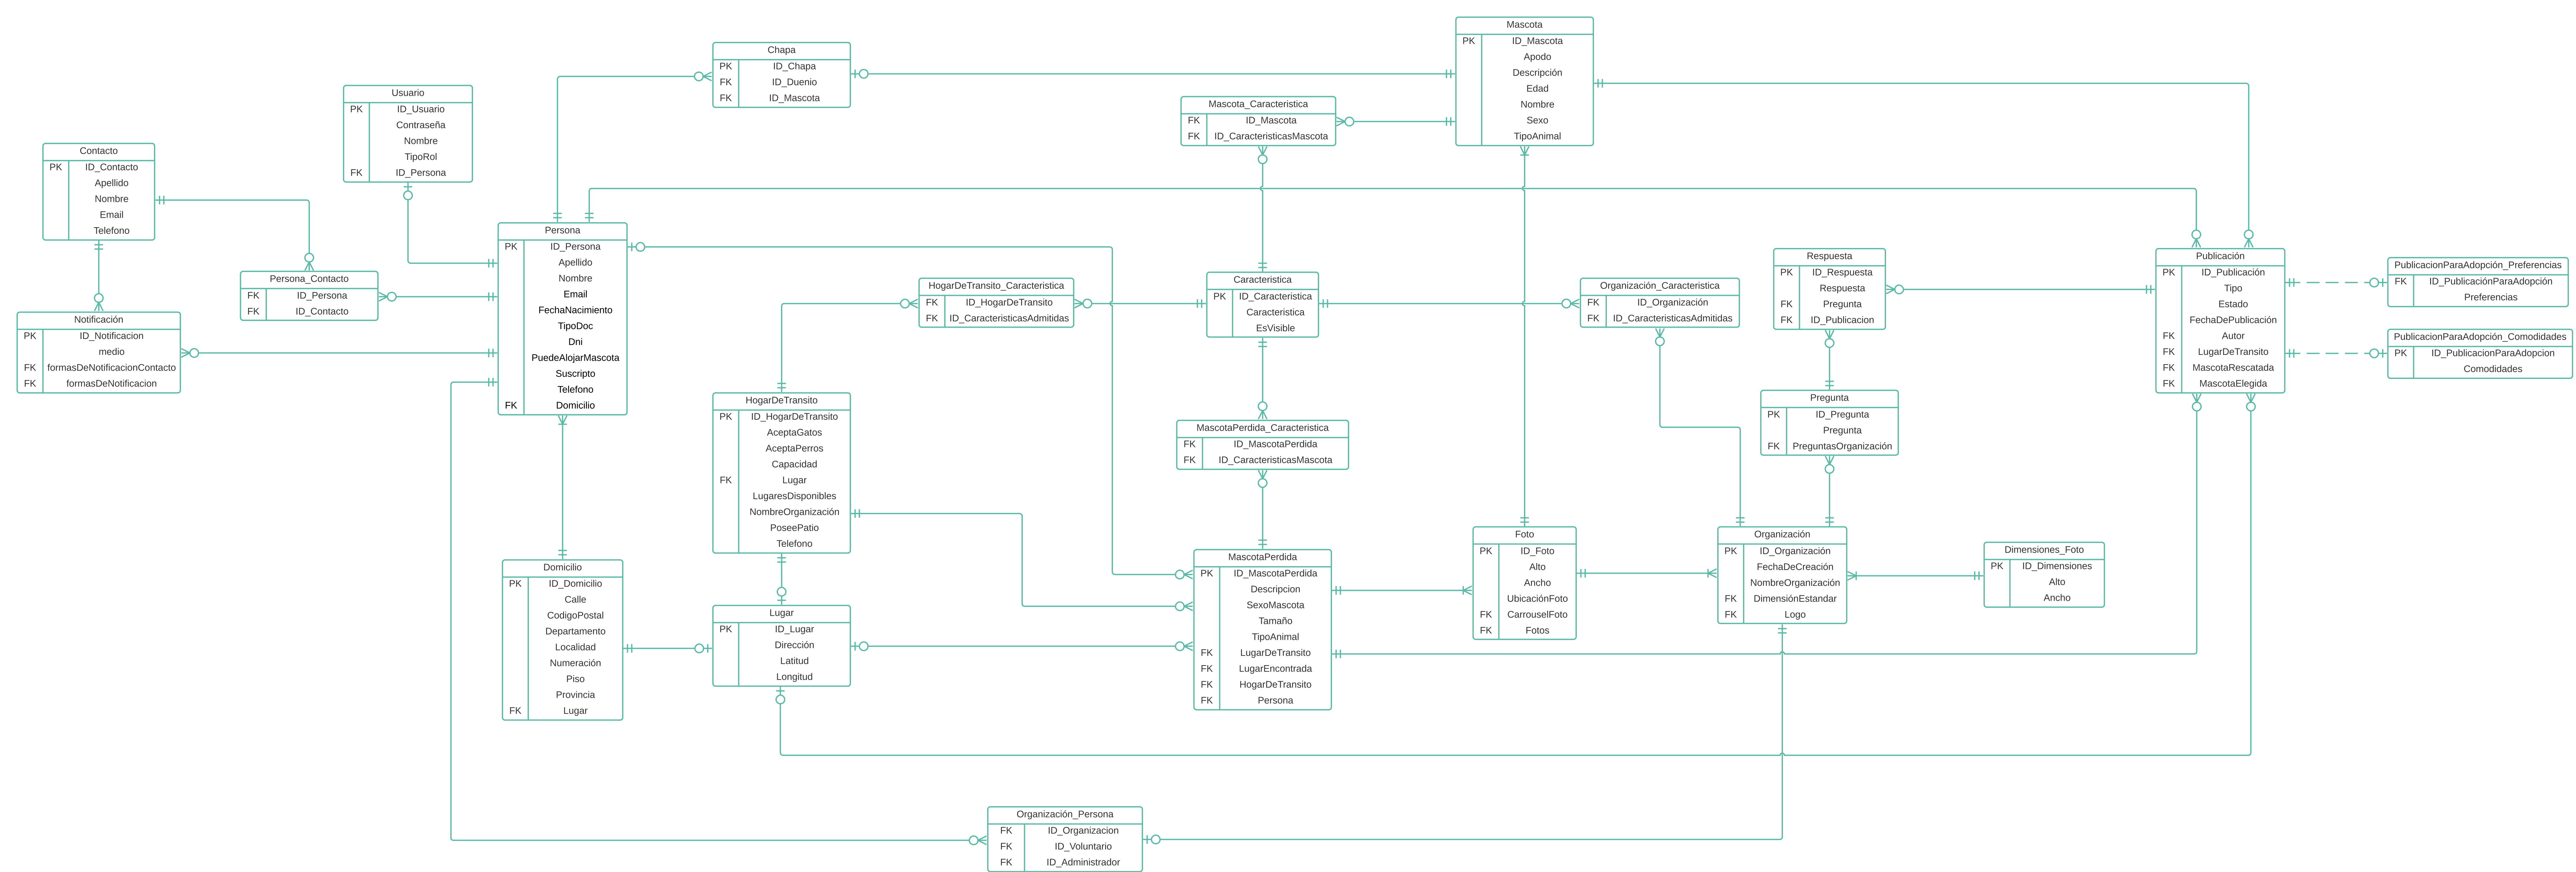 Mascota
PK ID_Mascota
Apodo
Descripción
Edad
Nombre
Sexo
TipoAnimal
Chapa
PK ID_Chapa
FK ID_Duenio
FK ID_Mascota
Usuario
PK ID_Usuario
Contraseña
Nombre
TipoRol
FK ID_Persona
Mascota_Caracteristica
FK ID_Mascota
FK ID_CaracteristicasMascota
Contacto
PK ID_Contacto
Apellido
Nombre
Email
Telefono
Persona
PK ID_Persona
Apellido
Nombre
Email
FechaNacimiento
TipoDoc
Dni
PuedeAlojarMascota
Suscripto
Telefono
FK Domicilio
Persona_Contacto
FK ID_Persona
FK ID_Contacto
Notificación
PK ID_Notificacion
medio
FK formasDeNotificacionContacto
FK formasDeNotificacion
HogarDeTransito_Caracteristica
FK ID_HogarDeTransito
FK ID_CaracteristicasAdmitidas
Caracteristica
PK ID_Caracteristica
Caracteristica
EsVisible
Organización_Caracteristica
FK ID_Organización
FK ID_CaracteristicasAdmitidas
Respuesta
PK ID_Respuesta
Respuesta
FK Pregunta
FK ID_Publicacion
Publicación
PK ID_Publicación
Tipo
Estado
FechaDePublicación
FK Autor
FK LugarDeTransito
FK MascotaRescatada
FK MascotaElegida
PublicacionParaAdopción_Preferencias
FK ID_PublicaciónParaAdopción
Preferencias
PublicacionParaAdopción_Comodidades
PK ID_PublicacionParaAdopcion
Comodidades
HogarDeTransito
PK ID_HogarDeTransito
AceptaGatos
AceptaPerros
Capacidad
FK Lugar
LugaresDisponibles
NombreOrganización
PoseePatio
Telefono
MascotaPerdida_Caracteristica
FK ID_MascotaPerdida
FK ID_CaracteristicasMascota
Pregunta
PK ID_Pregunta
Pregunta
FK PreguntasOrganización
Domicilio
PK ID_Domicilio
Calle
CodigoPostal
Departamento
Localidad
Numeración
Piso
Provincia
FK Lugar
Lugar
PK ID_Lugar
Dirección
Latitud
Longitud
MascotaPerdida
PK ID_MascotaPerdida
Descripcion
SexoMascota
Tamaño
TipoAnimal
FK LugarDeTransito
FK LugarEncontrada
FK HogarDeTransito
FK Persona
Foto
PK ID_Foto
Alto
Ancho
UbicaciónFoto
FK CarrouselFoto
FK Fotos
Organización
PK ID_Organización
FechaDeCreación
NombreOrganización
FK DimensiónEstandar
FK Logo
Dimensiones_Foto
PK ID_Dimensiones
Alto
Ancho
Organización_Persona
FK ID_Organizacion
FK ID_Voluntario
FK ID_Administrador